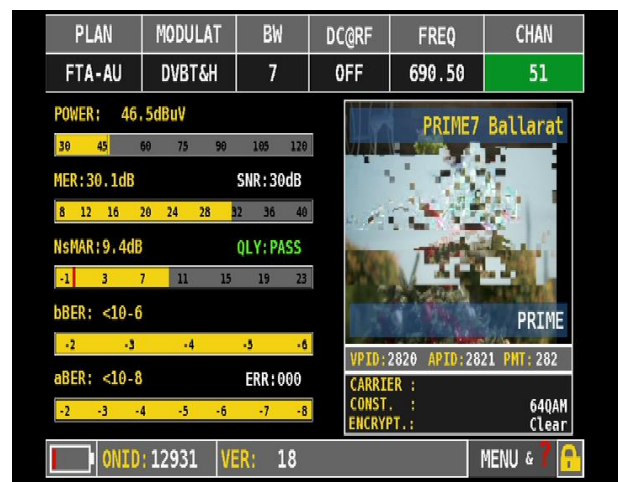 PLAN MODULAT BW DC@RF FREQ CHAN
FTA-AU DVBT&H 7 OFF 690.50 51
POWER: 46.5dBuV
30 45 60 75 90 105 120
MER:30.1dB SNR:30dB
8 12 16 20 24 28 32 36 40
NsMAR:9.4dB QLY:PASS
-1 3 7 11 15 19 23
bBER: <10-6
-2 -3 -4 -5 -6
aBER: <10-8 ERR:000
-2 -3 -4 -5 -6 -7 -8
PRIME7 Ballarat
PRIME
VPID:2820 APID:2821 PMT:282
CARRIER :
CONST. : 64QAM
ENCRYPT.: Clear
ONID:12931 VER: 18 MENU & ?